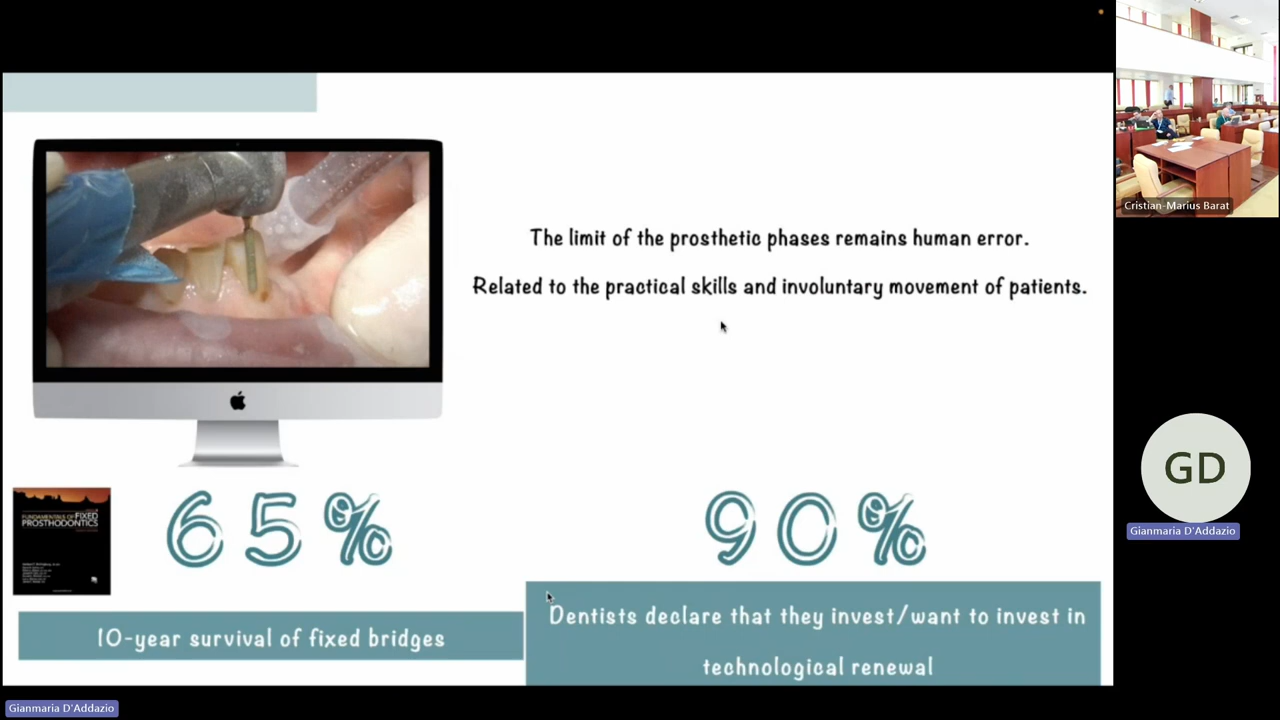 The limit of the prosthetic phases remains human error.
Related to the practical skills and involuntary movement of patients.
FUNDAMENTALS OF FIXED
PROSTHODONTICS
65%
90%
10-year survival of fixed bridges
Dentists declare that they invest/want to invest in
technological renewal
Cristian-Marius Barat
GD
Gianmaria D'Addazio
Gianmaria D'Addazio